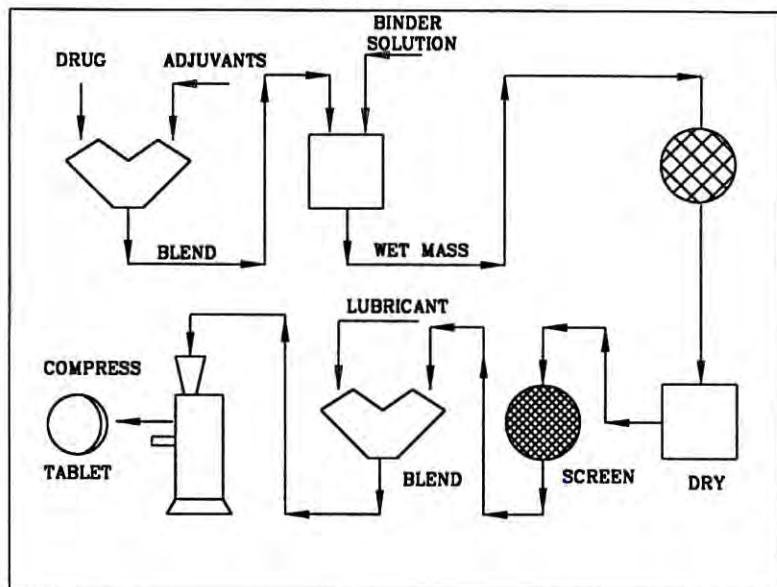 BINDER
SOLUTION
DRUG
ADJUVANTS
BLEND
WET MASS
LUBRICANT
COMPRESS
TABLET
BLEND
SCREEN
DRY